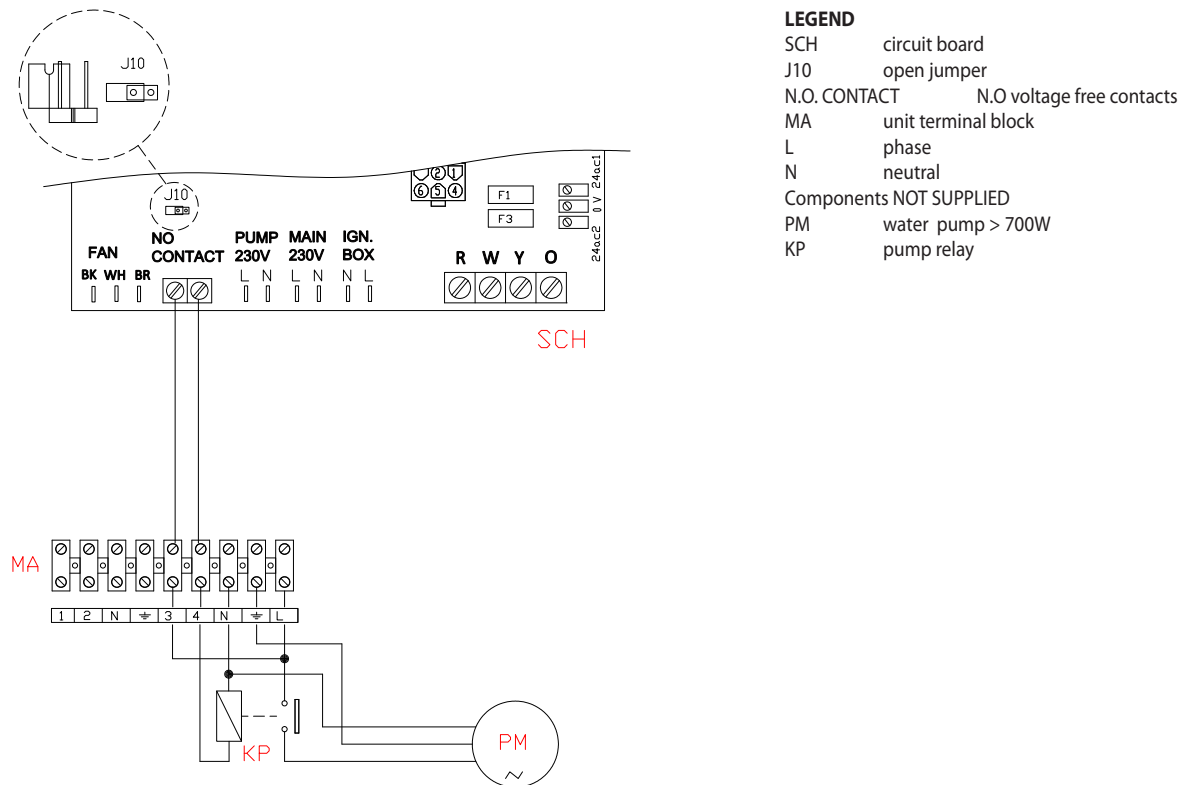 LEGEND
SCH circuit board
J10 open jumper
N.O. CONTACT N.O voltage free contacts
MA unit terminal block
L phase
N neutral
Components NOT SUPPLIED
PM water pump > 700W
KP pump relay
J10
J10
6 5 4
2 1
F1
F3
24ac2 0 V 24ac1
FAN
BK WH BR
NO
CONTACT
PUMP
230V
L N
MAIN
230V
L N
IGN.
BOX
N L
R W Y O
SCH
MA
1 2 N ⏚ 3 4 N ⏚ L
KP
PM